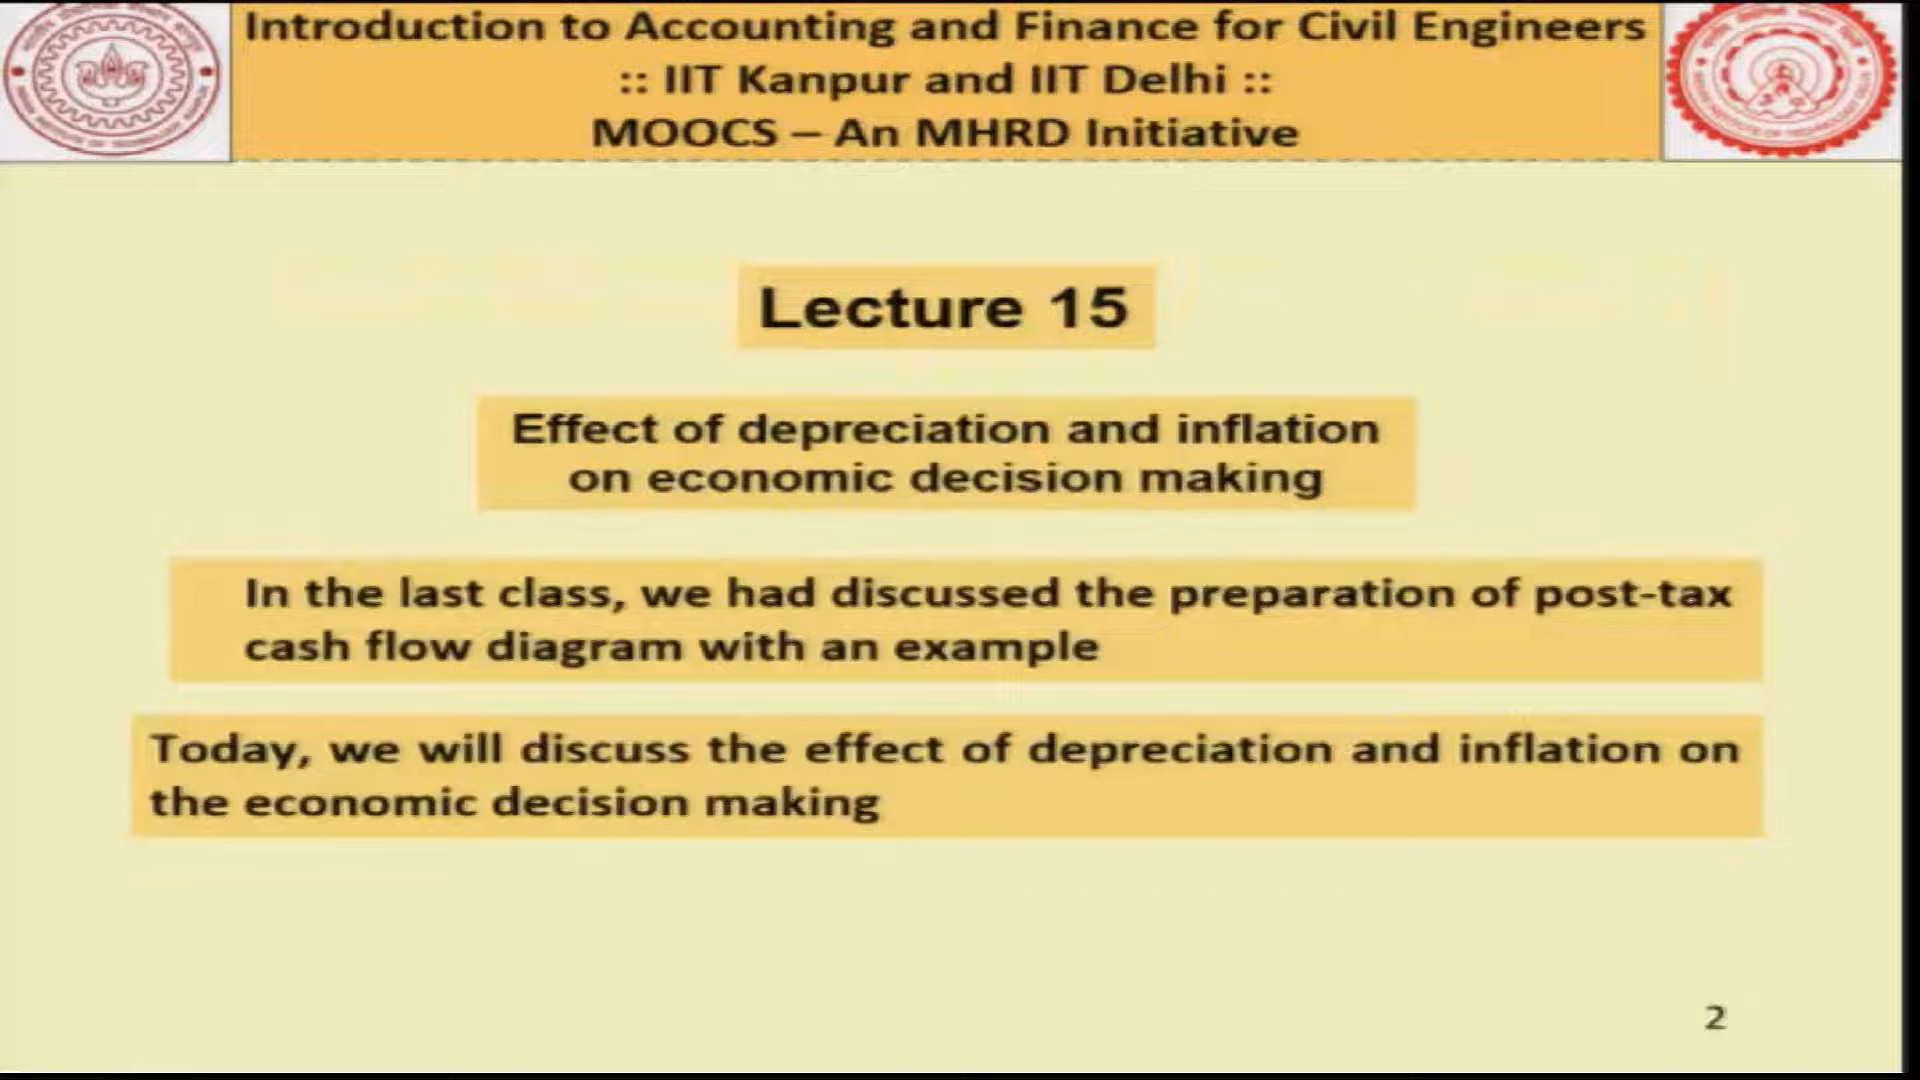 Introduction to Accounting and Finance for Civil Engineers
:: IIT Kanpur and IIT Delhi ::
MOOCS – An MHRD Initiative
Lecture 15
Effect of depreciation and inflation
on economic decision making
In the last class, we had discussed the preparation of post-tax
cash flow diagram with an example
Today, we will discuss the effect of depreciation and inflation on
the economic decision making
2